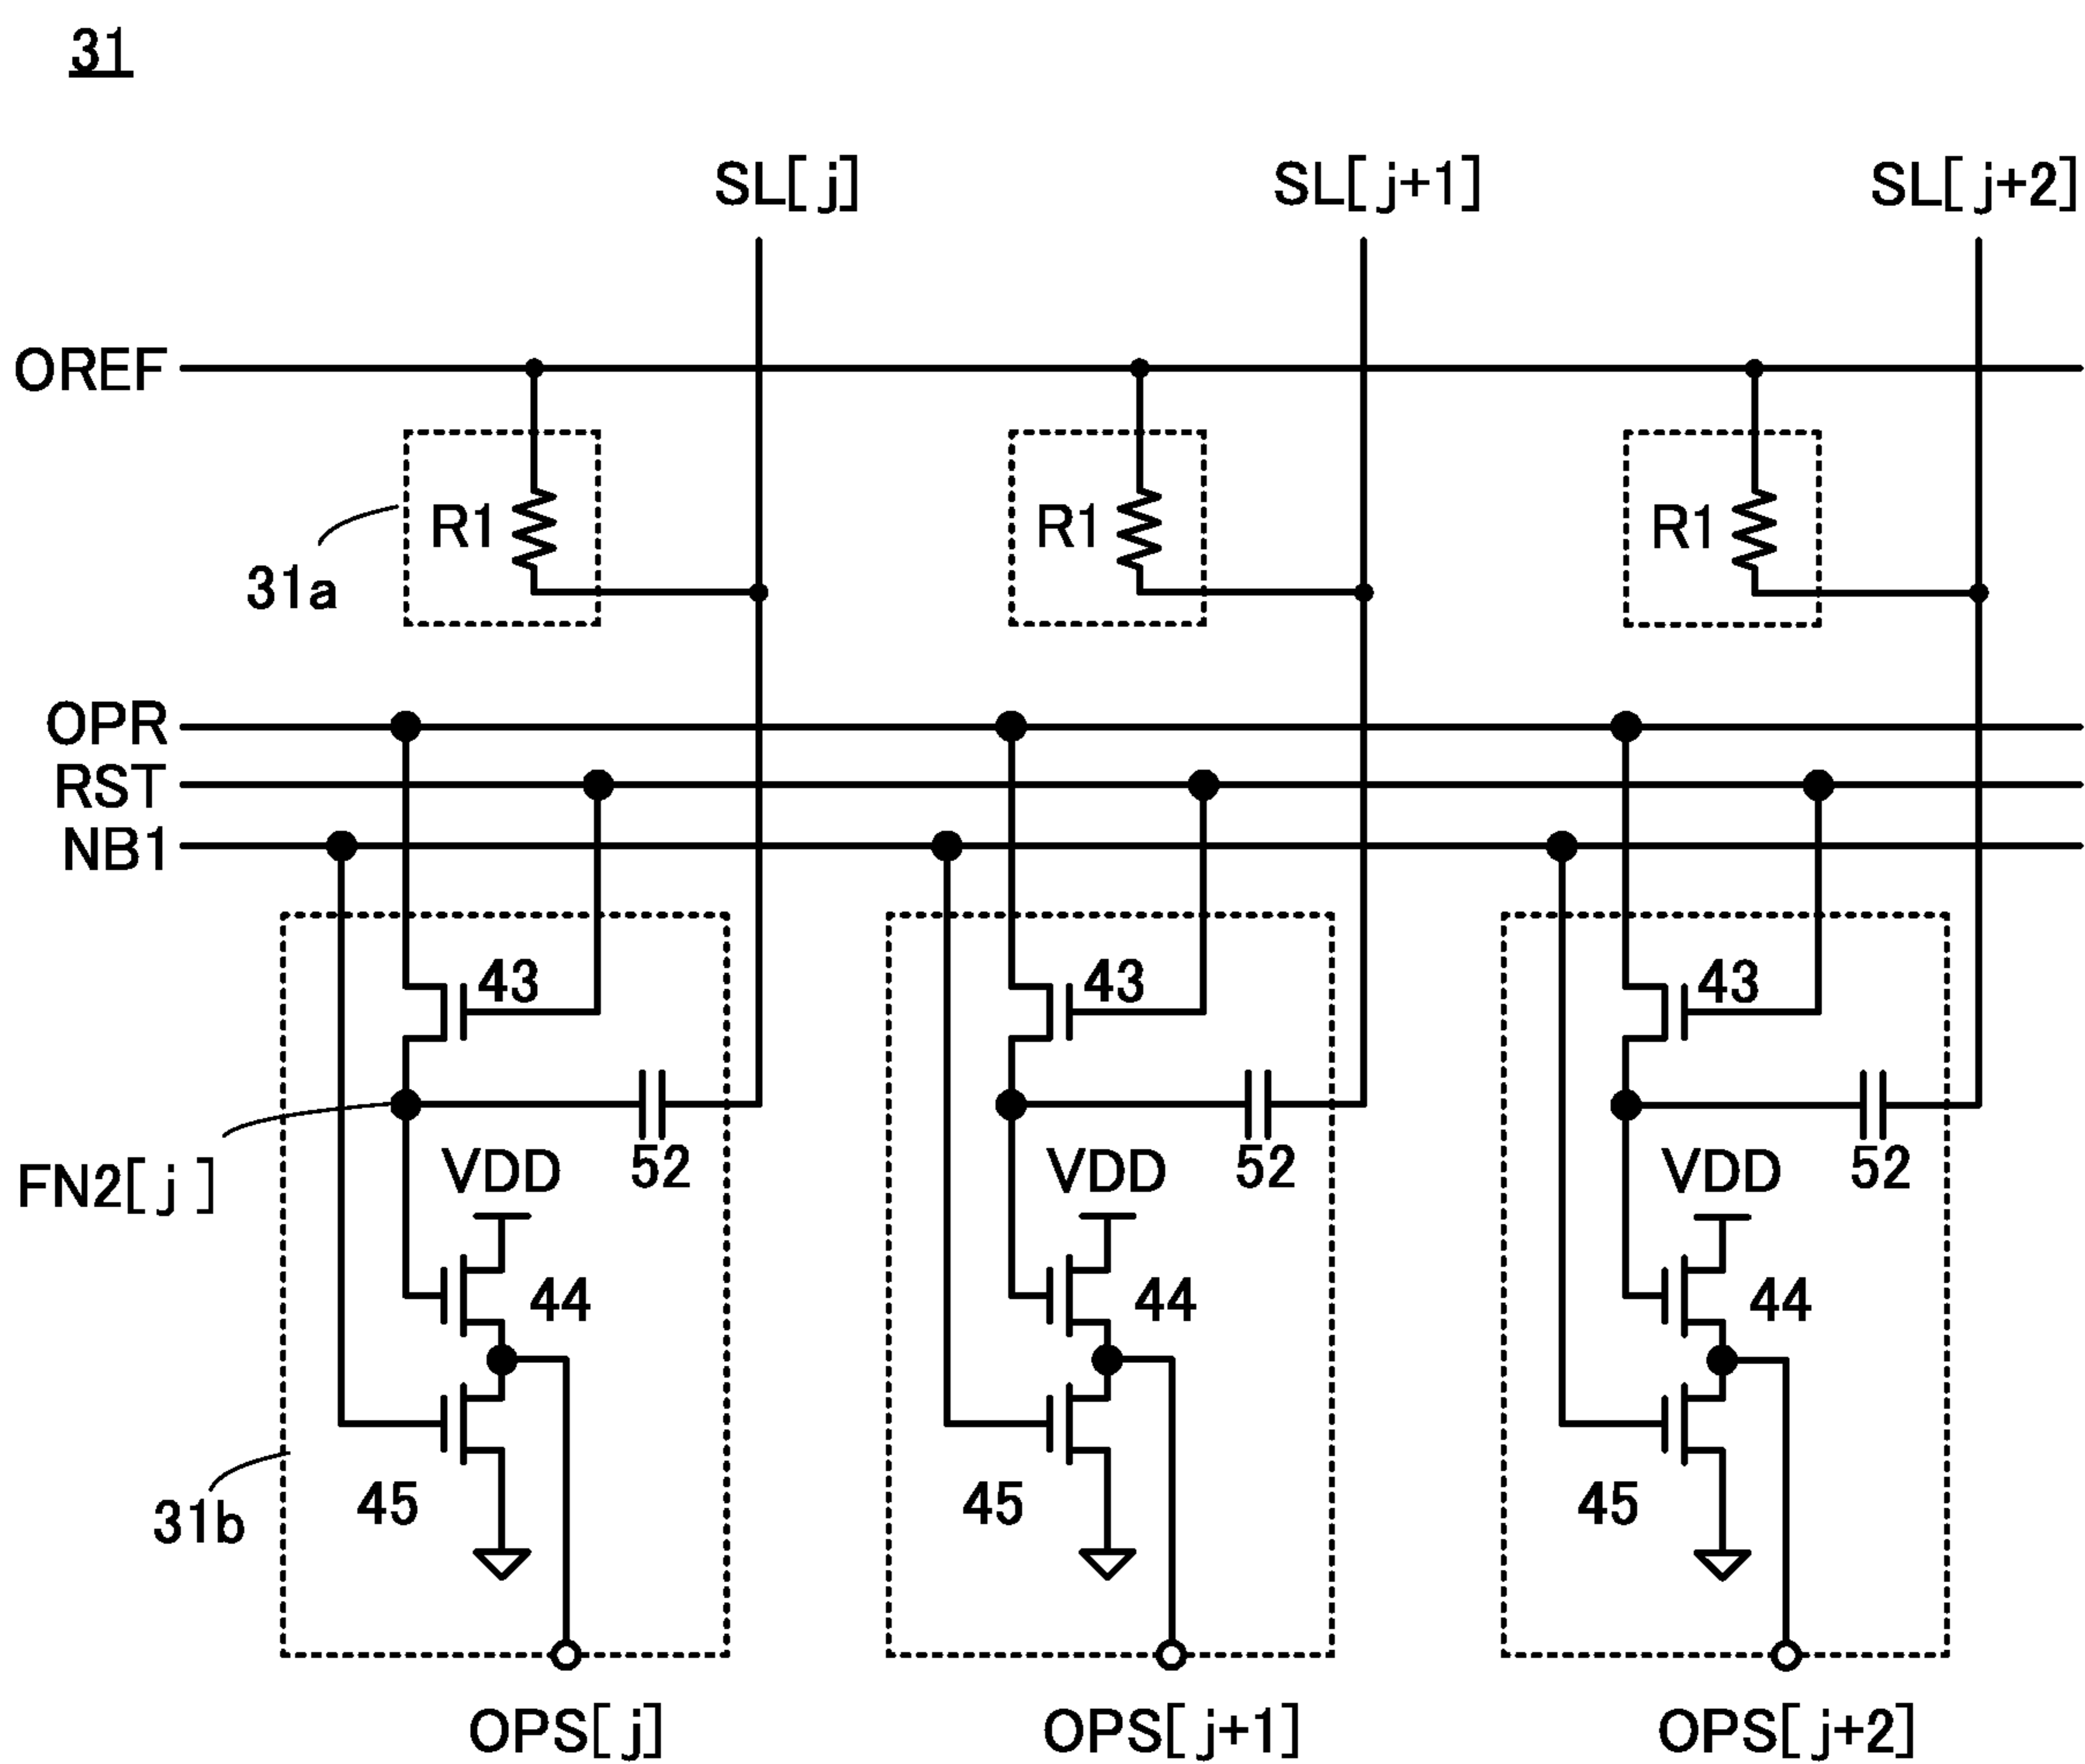 31
SL[j] SL[j+1] SL[j+2]
OREF
R1 R1 R1
31a
OPR
RST
NB1
43 43 43
FN2[j] VDD 52 VDD 52 VDD 52
44 44 44
45 45 45
31b
OPS[j] OPS[j+1] OPS[j+2]